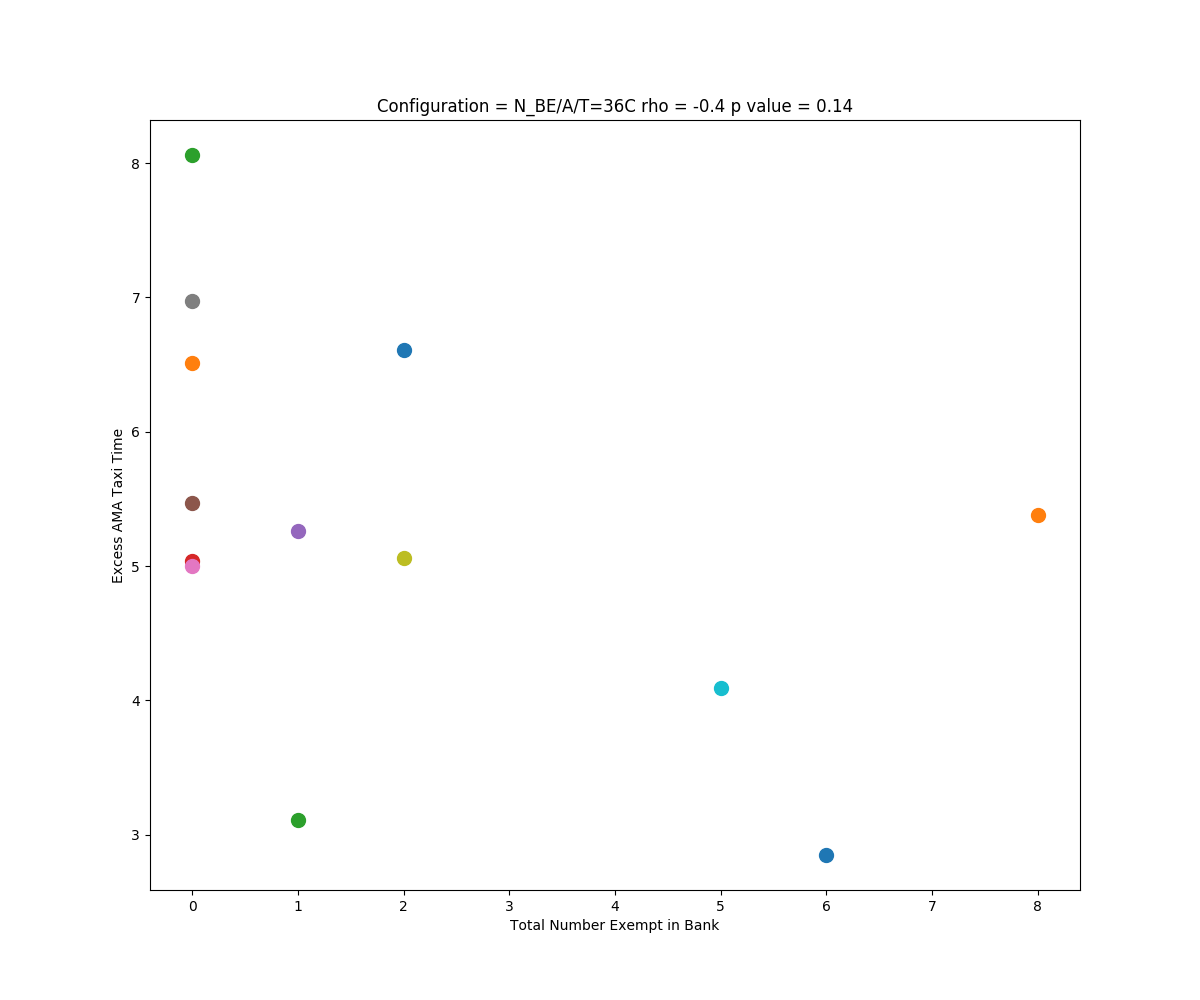 Configuration = N_BE/A/T=36C rho = -0.4 p value = 0.14
8
7
6
5
4
3
Excess AMA Taxi Time
0 1 2 3 4 5 6 7 8
Total Number Exempt in Bank